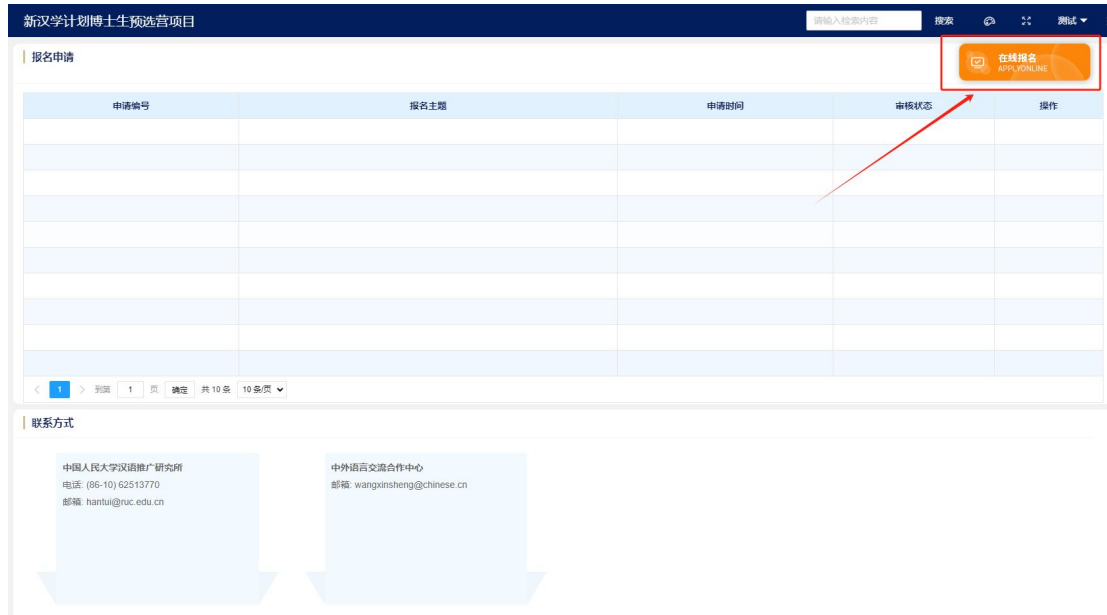 新汉学计划博士生预选营项目
请输入检索内容 搜索 测试
报名申请
在线报名
APPLYONLINE
申请编号 报名主题 申请时间 审核状态 操作
1 到第 1 页 确定 共 10 条 10 条/页
联系方式
中国人民大学汉语推广研究所
电话: (86-10) 62513770
邮箱: hantui@ruc.edu.cn
中外语言交流合作中心
邮箱: wangxinsheng@chinese.cn